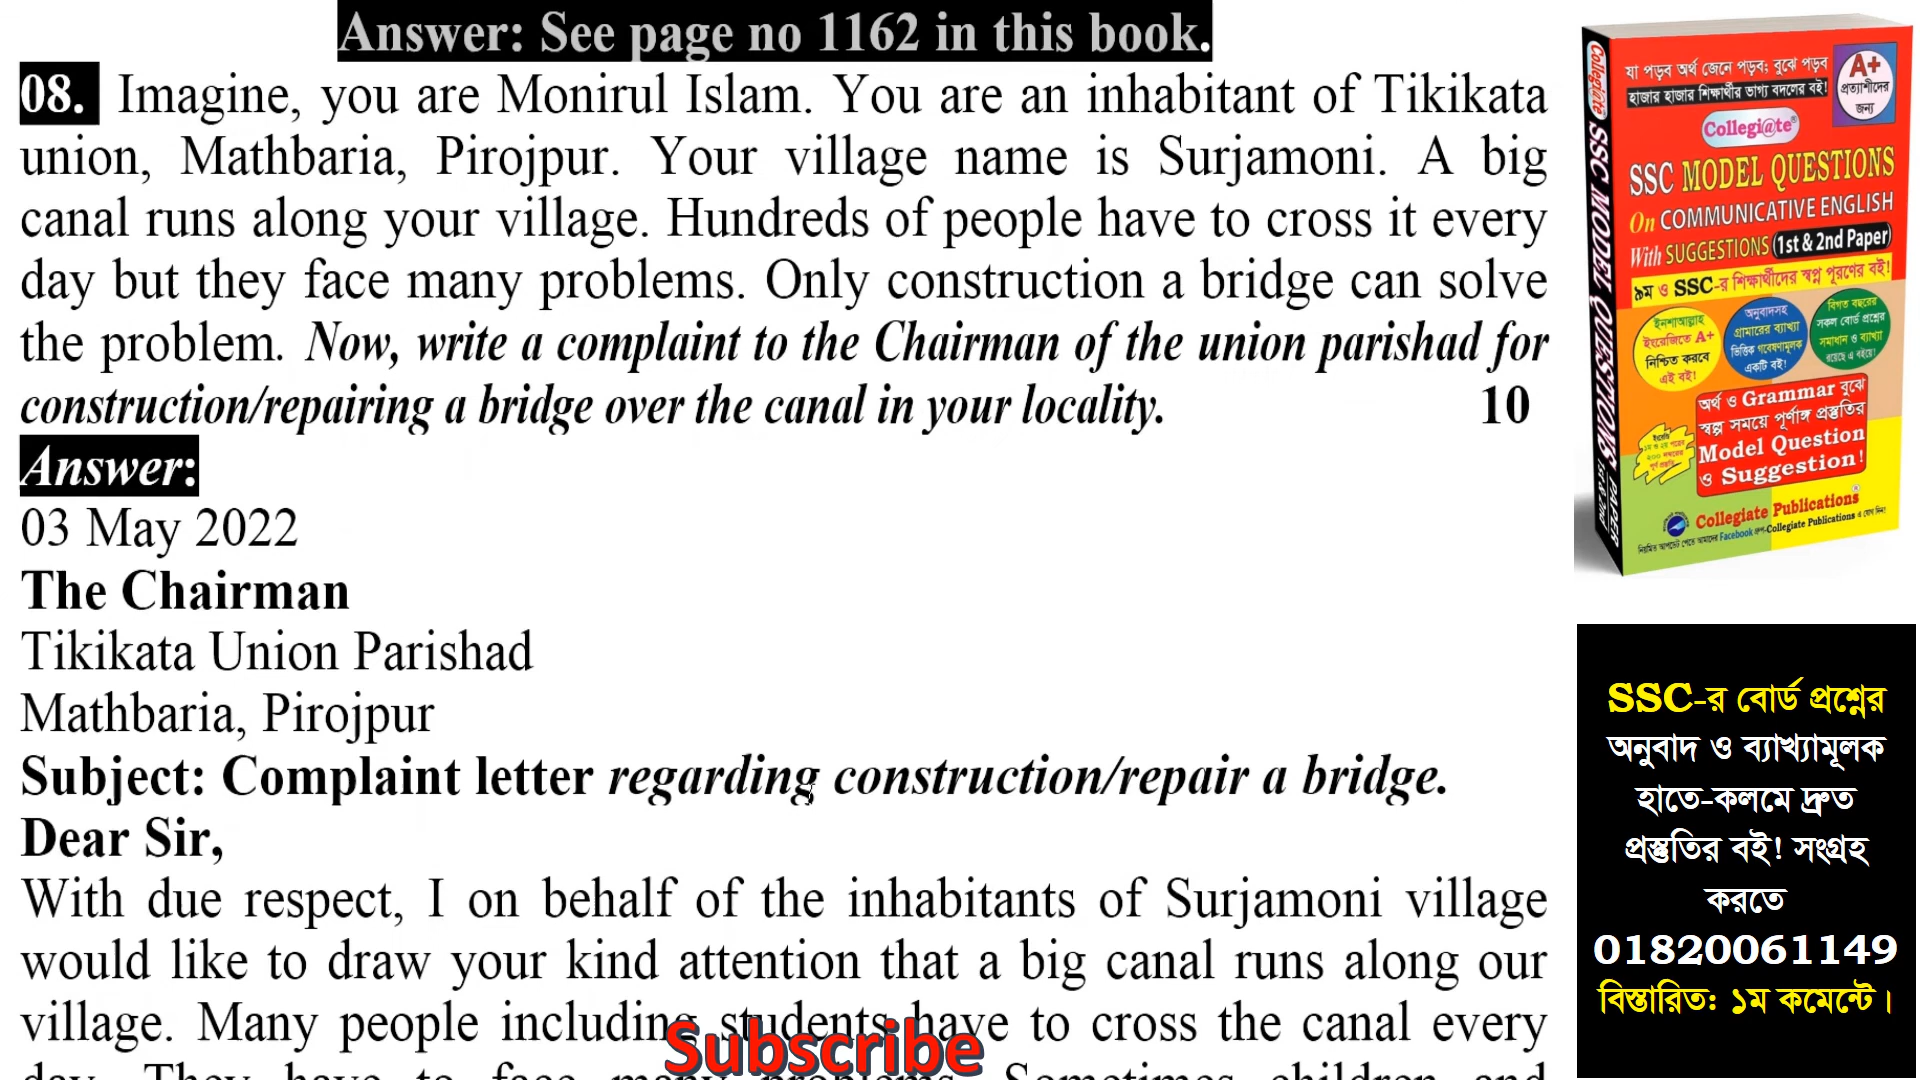 Answer: See page no 1162 in this book.
08. Imagine, you are Monirul Islam. You are an inhabitant of Tikikata
union, Mathbaria, Pirojpur. Your village name is Surjamoni. A big
canal runs along your village. Hundreds of people have to cross it every
day but they face many problems. Only construction a bridge can solve
the problem. Now, write a complaint to the Chairman of the union parishad for
construction/repairing a bridge over the canal in your locality. 10
Answer:
03 May 2022
The Chairman
Tikikata Union Parishad
Mathbaria, Pirojpur
Subject: Complaint letter regarding construction/repair a bridge.
Dear Sir,
With due respect, I on behalf of the inhabitants of Surjamoni village
would like to draw your kind attention that a big canal runs along our
village. Many people including students have to cross the canal every
day. They have to face many problems. Sometimes children and
Subscribe
যা পড়ব অর্থ জেনে পড়ব; বুঝে পড়ব
হাজার হাজার শিক্ষার্থীর ভাগ্য বদলের বই!
A+
প্রত্যাশীদের
জন্য
Collegi@te®
SSC MODEL QUESTIONS
On COMMUNICATIVE ENGLISH
With SUGGESTIONS (1st & 2nd Paper)
৯ম ও SSC-র শিক্ষার্থীদের স্বপ্ন পূরণের বই!
ইনশাআল্লাহ
ইংরেজিতে A+
নিশ্চিত করবে
এই বই!
অনুবাদসহ
গ্রামারের ব্যাখ্যা
ভিত্তিক গবেষণামূলক
একটি বই!
বিগত বছরের
সকল বোর্ড প্রশ্নের
সমাধান ও ব্যাখ্যা
রয়েছে এ বইয়ে!
অর্থ ও Grammar বুঝে
স্বল্প সময়ে পূর্ণাঙ্গ প্রস্তুতির
Model Question
ও Suggestion!
Collegiate Publications®
Collegiate SSC MODEL QUESTIONS
SSC-র বোর্ড প্রশ্নের
অনুবাদ ও ব্যাখ্যামূলক
হাতে-কলমে দ্রুত
প্রস্তুতির বই! সংগ্রহ
করতে
01820061149
বিস্তারিত: ১ম কমেন্টে।